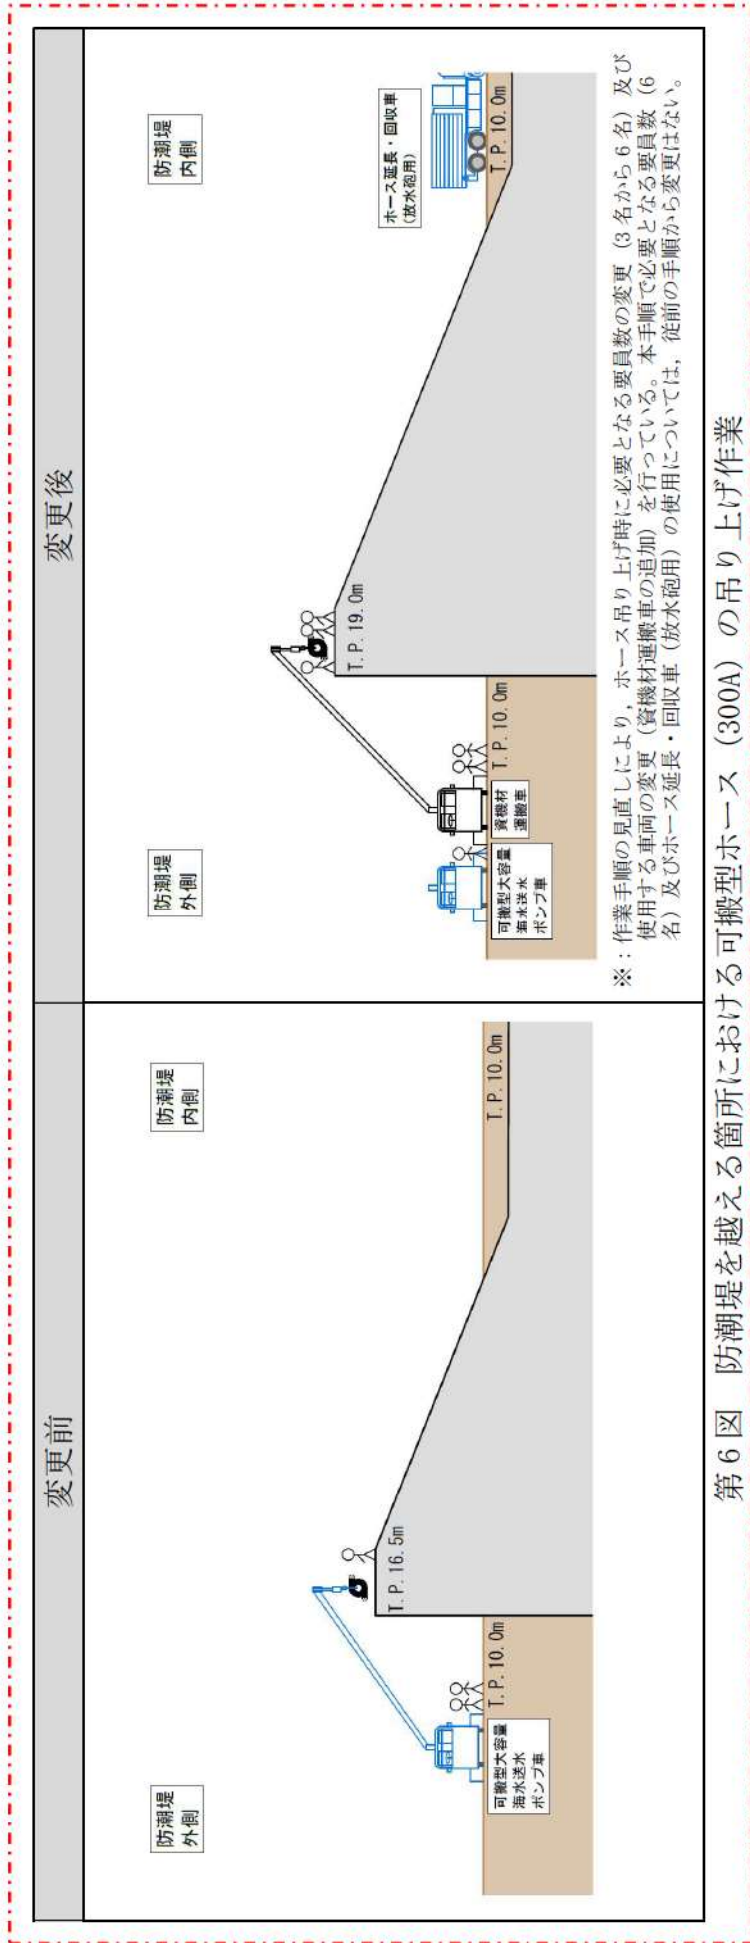 変更前
変更後
防潮堤
外側
防潮堤
内側
T.P.16.5m
T.P.10.0m
T.P.10.0m
可搬型大容量
海水送水
ポンプ車
防潮堤
外側
防潮堤
内側
ホース延長・回収車
(放水砲用)
T.P.19.0m
T.P.10.0m
T.P.10.0m
可搬型大容量
海水送水
ポンプ車
資機材
運搬車
※：作業手順の見直しにより，ホース吊り上げ時に必要となる要員数の変更（3名から6名）及び
使用する車両の変更（資機材運搬車の追加）を行っている。本手順で必要となる要員数（6
名）及びホース延長・回収車（放水砲用）の使用については，従前の手順から変更はない。
第6図　防潮堤を越える箇所における可搬型ホース（300A）の吊り上げ作業